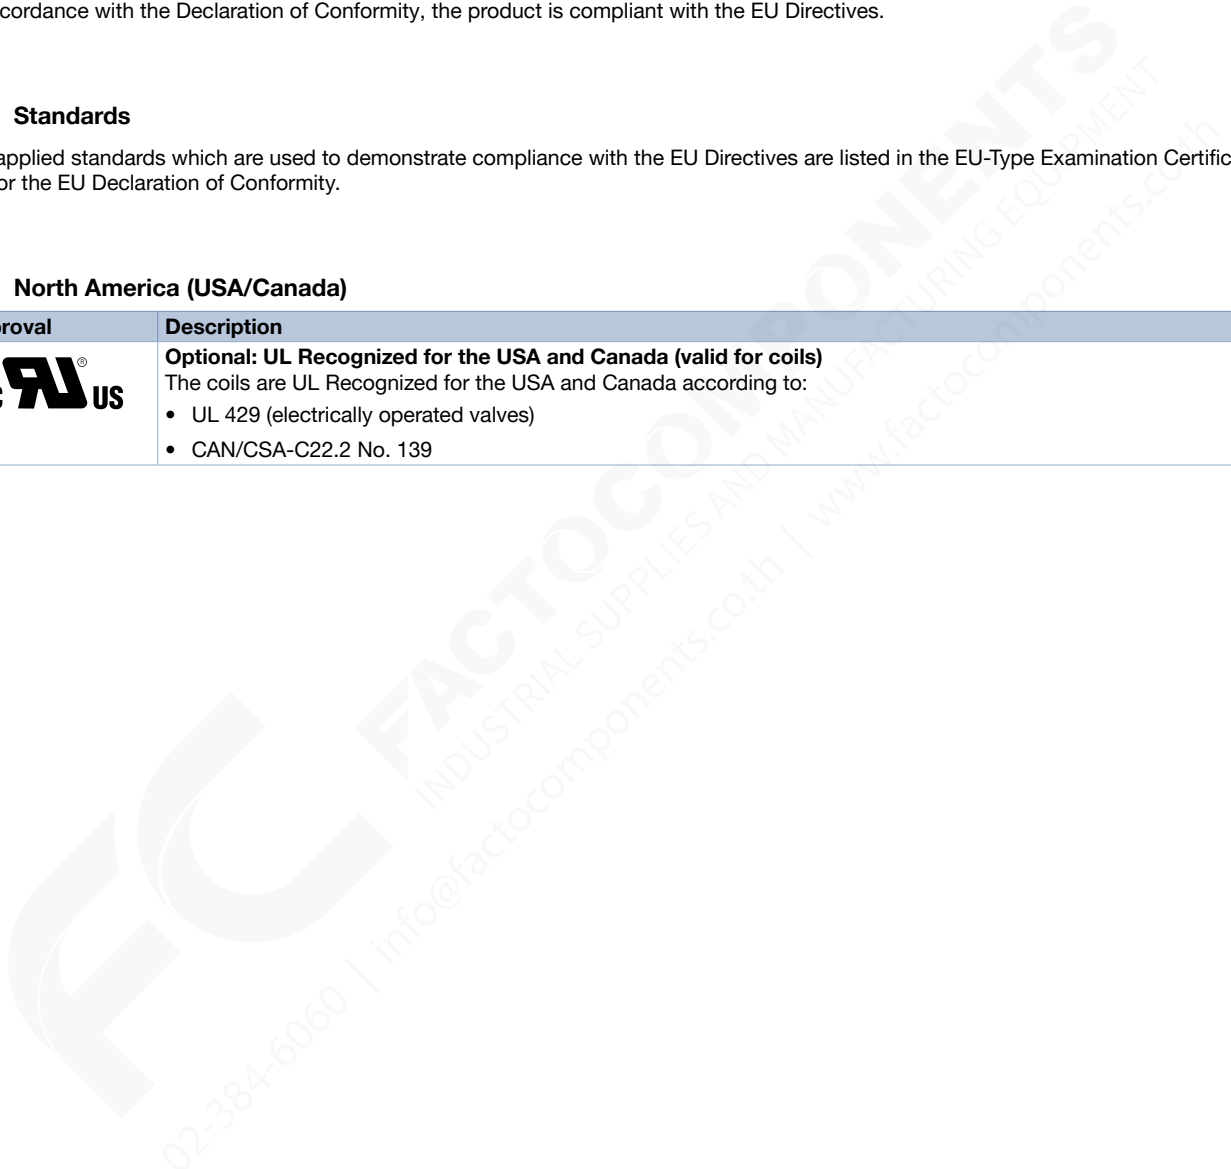 ccordance with the Declaration of Conformity, the product is compliant with the EU Directives.
Standards
applied standards which are used to demonstrate compliance with the EU Directives are listed in the EU-Type Examination Certific
or the EU Declaration of Conformity.
North America (USA/Canada)
roval Description
c RU ® US
Optional: UL Recognized for the USA and Canada (valid for coils)
The coils are UL Recognized for the USA and Canada according to:
• UL 429 (electrically operated valves)
• CAN/CSA-C22.2 No. 139
FC
FACTOCOMPONENTS
INDUSTRIAL SUPPLIES AND MANUFACTURING EQUIPMENT
02-384-6060 | info@factocomponents.co.th | www.factocomponents.co.th